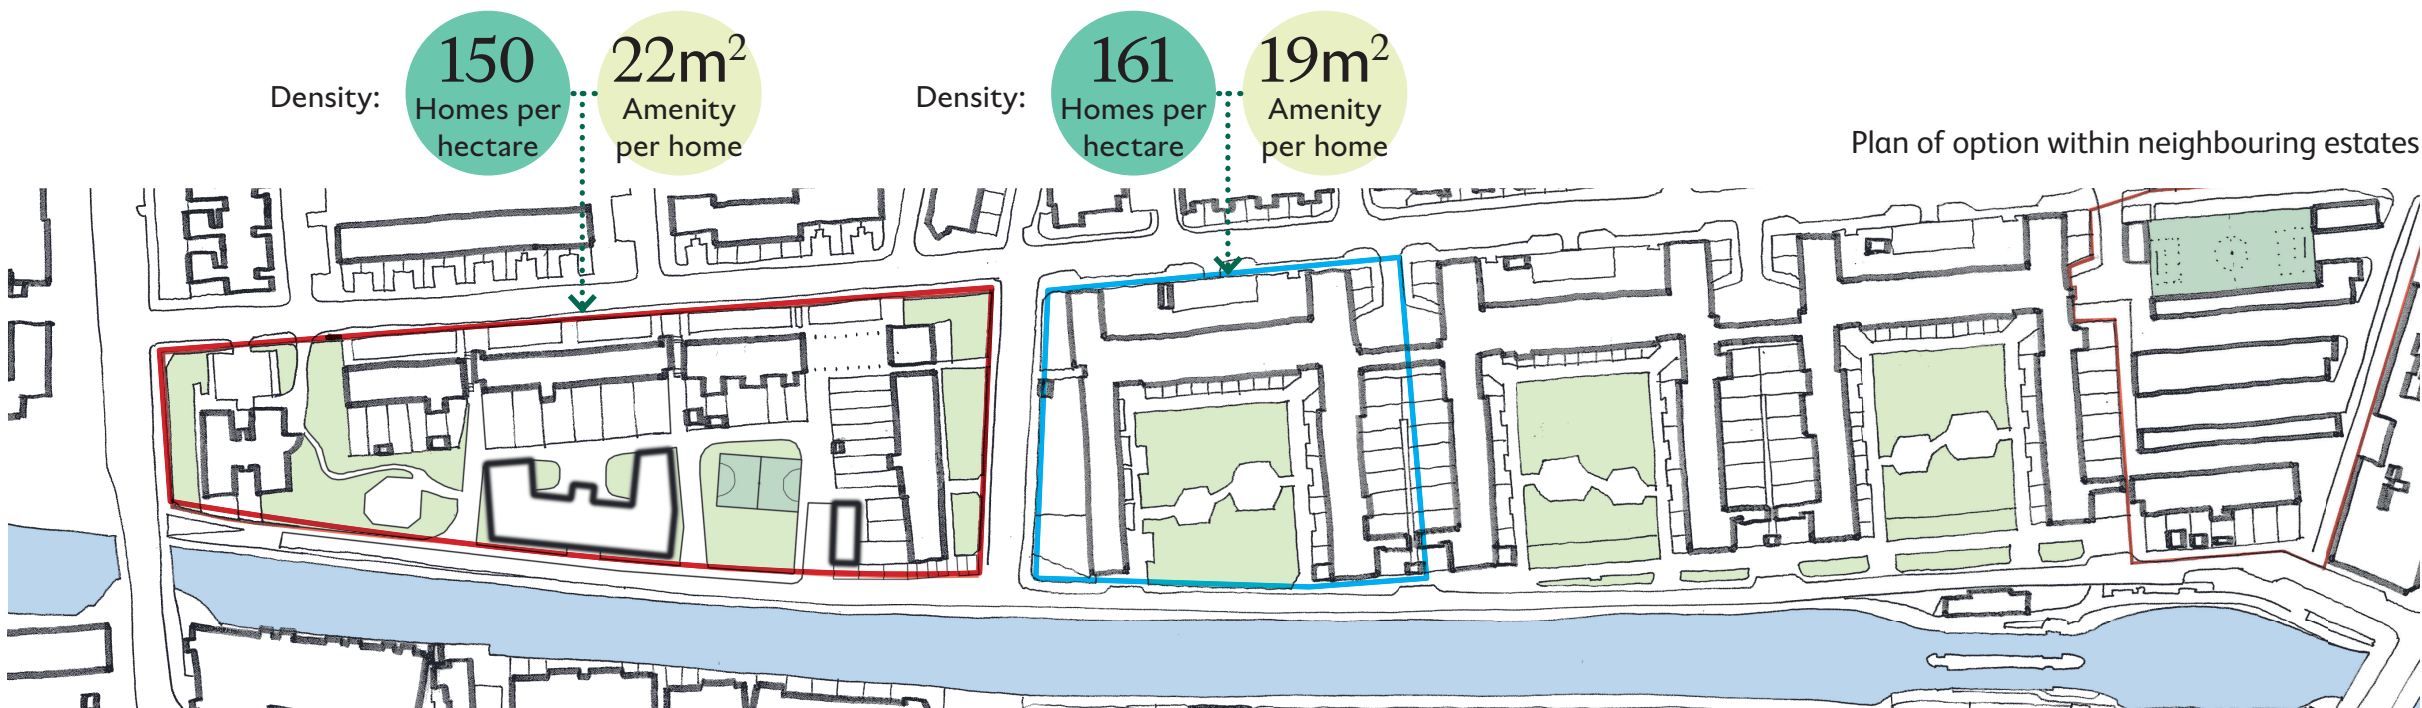 Density:
150
Homes per
hectare
22m²
Amenity
per home
Density:
161
Homes per
hectare
19m²
Amenity
per home
Plan of option within neighbouring estates